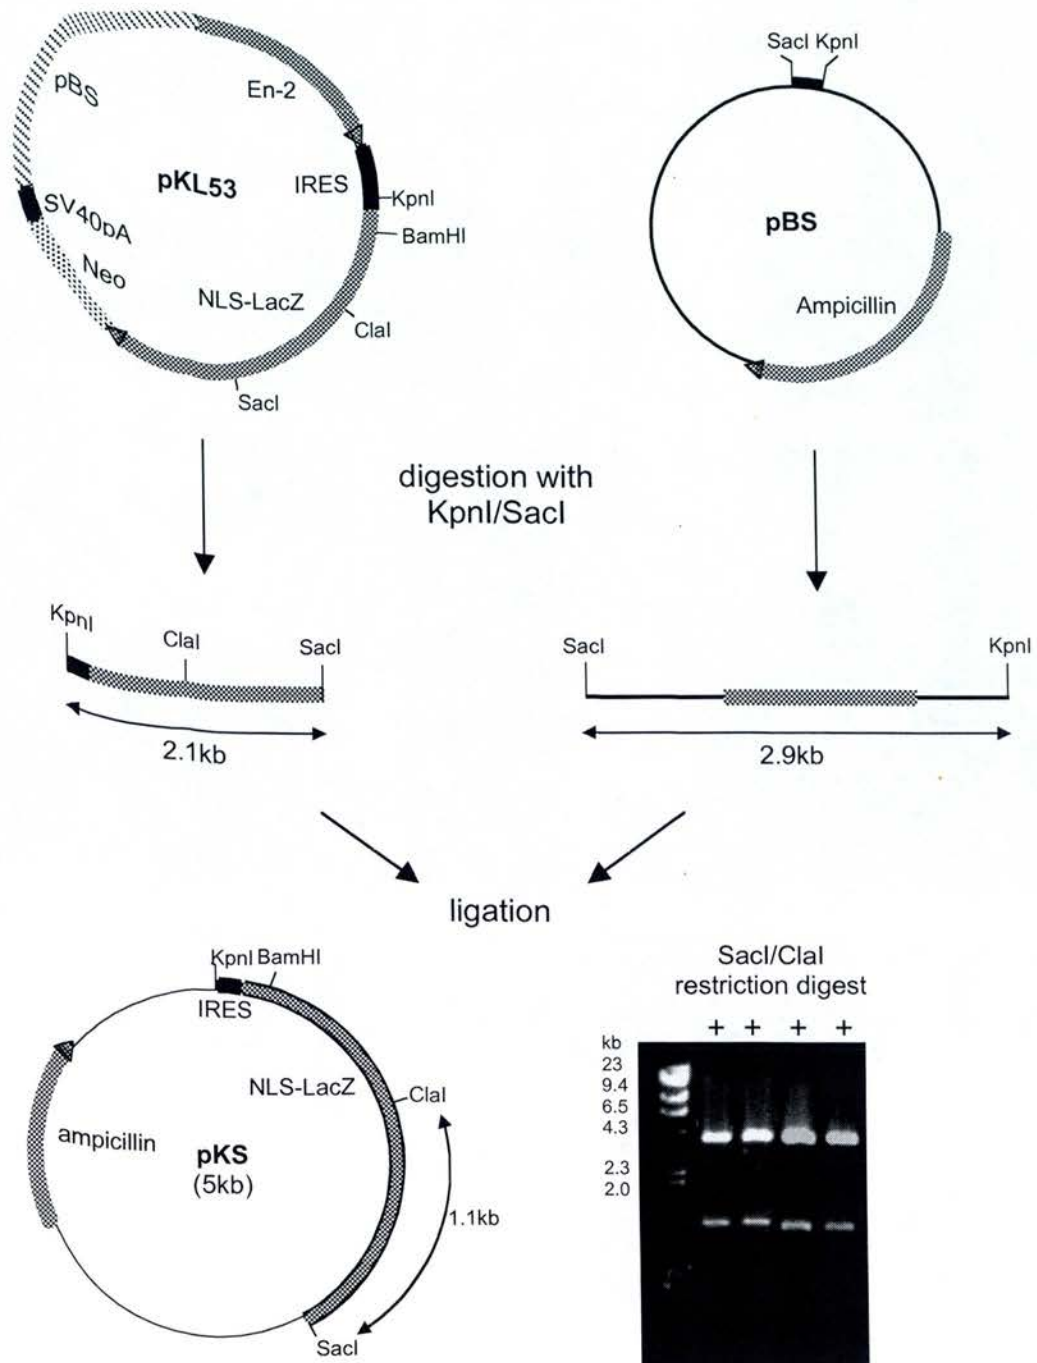 SacI KpnI
pBS
En-2
pKL53
IRES
KpnI
BamHI
SV40pA
Neo
NLS-LacZ
ClaI
SacI
pBS
Ampicillin
digestion with
KpnI/SacI
KpnI
ClaI
SacI
2.1kb
SacI
KpnI
2.9kb
ligation
KpnI BamHI
IRES
NLS-LacZ
ClaI
ampicillin
pKS
(5kb)
1.1kb
SacI
SacI/ClaI
restriction digest
+ + + +
kb
23
9.4
6.5
4.3
2.3
2.0